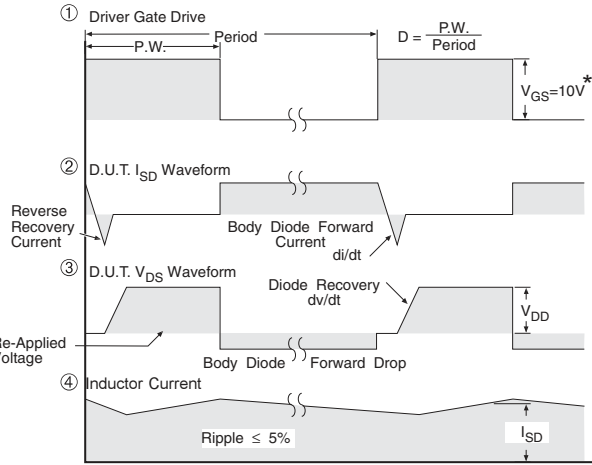 ① Driver Gate Drive
P.W.
Period
D = P.W.
Period
VGS=10V*
② D.U.T. ISD Waveform
Reverse
Recovery
Current
Body Diode Forward
Current
di/dt
③ D.U.T. VDS Waveform
Diode Recovery
dv/dt
VDD
Re-Applied
Voltage
Body Diode Forward Drop
④ Inductor Current
Ripple ≤ 5%
ISD